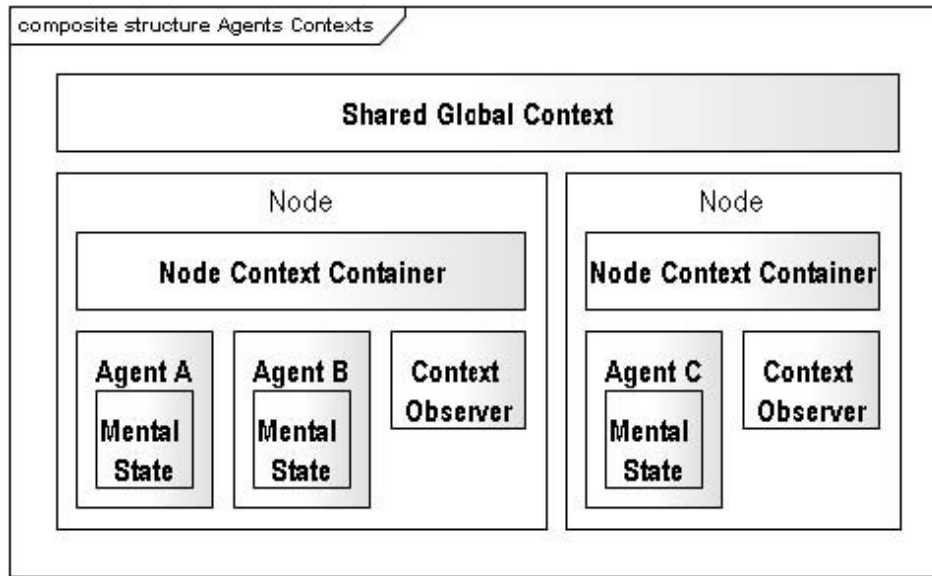 composite structure Agents Contexts
Shared Global Context
Node
Node Context Container
Agent A
Mental
State
Agent B
Mental
State
Context
Observer
Node
Node Context Container
Agent C
Mental
State
Context
Observer